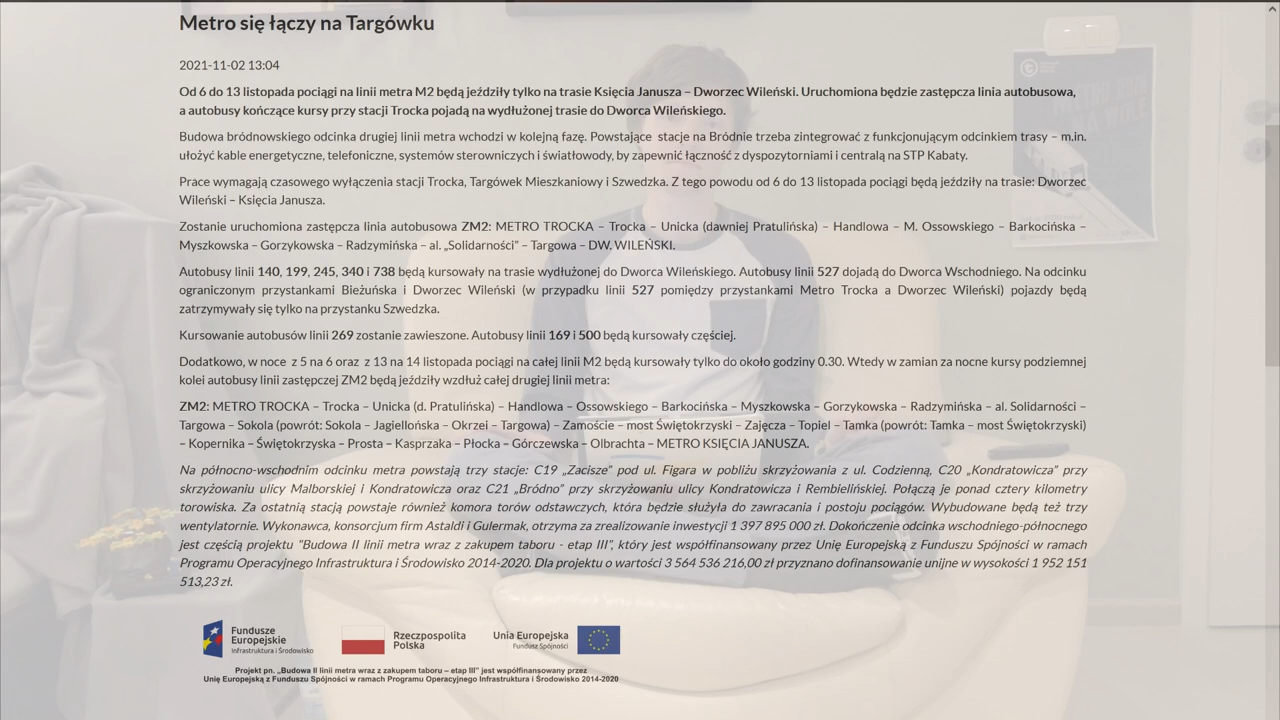 Metro się łączy na Targówku
2021-11-02 13:04
Od 6 do 13 listopada pociągi na linii metra M2 będą jeździły tylko na trasie Księcia Janusza – Dworzec Wileński. Uruchomiona będzie zastępcza linia autobusowa,
a autobusy kończące kursy przy stacji Trocka pojadą na wydłużonej trasie do Dworca Wileńskiego.
Budowa bródnowskiego odcinka drugiej linii metra wchodzi w kolejną fazę. Powstające stacje na Bródnie trzeba zintegrować z funkcjonującym odcinkiem trasy – m.in.
ułożyć kable energetyczne, telefoniczne, systemów sterowniczych i światłowody, by zapewnić łączność z dyspozytorniami i centralą na STP Kabaty.
Prace wymagają czasowego wyłączenia stacji Trocka, Targówek Mieszkaniowy i Szwedzka. Z tego powodu od 6 do 13 listopada pociągi będą jeździły na trasie: Dworzec
Wileński – Księcia Janusza.
Zostanie uruchomiona zastępcza linia autobusowa ZM2: METRO TROCKA – Trocka – Unicka (dawniej Pratulińska) – Handlowa – M. Ossowskiego – Barkocińska –
Myszkowska – Gorzykowska – Radzymińska – al. „Solidarności” – Targowa – DW. WILEŃSKI.
Autobusy linii 140, 199, 245, 340 i 738 będą kursowały na trasie wydłużonej do Dworca Wileńskiego. Autobusy linii 527 dojadą do Dworca Wschodniego. Na odcinku
ograniczonym przystankami Bieżuńska i Dworzec Wileński (w przypadku linii 527 pomiędzy przystankami Metro Trocka a Dworzec Wileński) pojazdy będą
zatrzymywały się tylko na przystanku Szwedzka.
Kursowanie autobusów linii 269 zostanie zawieszone. Autobusy linii 169 i 500 będą kursowały częściej.
Dodatkowo, w noce z 5 na 6 oraz z 13 na 14 listopada pociągi na całej linii M2 będą kursowały tylko do około godziny 0.30. Wtedy w zamian za nocne kursy podziemnej
kolei autobusy linii zastępczej ZM2 będą jeździły wzdłuż całej drugiej linii metra:
ZM2: METRO TROCKA – Trocka – Unicka (d. Pratulińska) – Handlowa – Ossowskiego – Barkocińska – Myszkowska – Gorzykowska – Radzymińska – al. Solidarności –
Targowa – Sokola (powrót: Sokola – Jagiellońska – Okrzei – Targowa) – Zamoście – most Świętokrzyski – Zajęcza – Topiel – Tamka (powrót: Tamka – most Świętokrzyski)
– Kopernika – Świętokrzyska – Prosta – Kasprzaka – Płocka – Górczewska – Olbrachta – METRO KSIĘCIA JANUSZA.
Na północno-wschodnim odcinku metra powstają trzy stacje: C19 „Zacisze” pod ul. Figara w pobliżu skrzyżowania z ul. Codzienną, C20 „Kondratowicza” przy
skrzyżowaniu ulicy Malborskiej i Kondratowicza oraz C21 „Bródno” przy skrzyżowaniu ulicy Kondratowicza i Rembielińskiej. Połączą je ponad cztery kilometry
torowiska. Za ostatnią stacją powstaje również komora torów odstawczych, która będzie służyła do zawracania i postoju pociągów. Wybudowane będą też trzy
wentylatornie. Wykonawca, konsorcjum firm Astaldi i Gulermak, otrzyma za zrealizowanie inwestycji 1 397 895 000 zł. Dokończenie odcinka wschodniego-północnego
jest częścią projektu "Budowa II linii metra wraz z zakupem taboru - etap III", który jest współfinansowany przez Unię Europejską z Funduszu Spójności w ramach
Programu Operacyjnego Infrastruktura i Środowisko 2014-2020. Dla projektu o wartości 3 564 536 216,00 zł przyznano dofinansowanie unijne w wysokości 1 952 151
513,23 zł.
Fundusze
Europejskie
Infrastruktura i Środowisko
Rzeczpospolita
Polska
Unia Europejska
Fundusz Spójności
Projekt pn. „Budowa II linii metra wraz z zakupem taboru – etap III” jest współfinansowany przez
Unię Europejską z Funduszu Spójności w ramach Programu Operacyjnego Infrastruktura i Środowisko 2014-2020